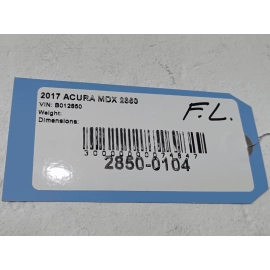 2017 ACURA MDX 2850
VIN: B012850
Weight:
Dimensions:
F.L.
2850-0104